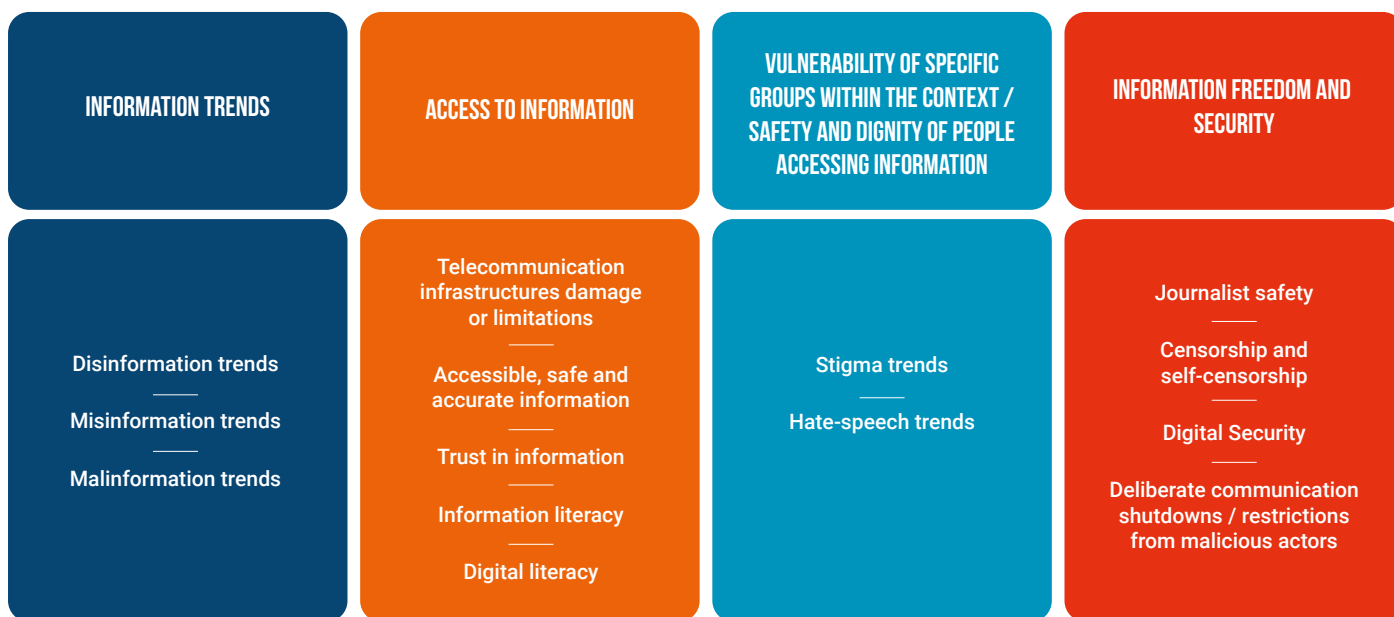 INFORMATION TRENDS
ACCESS TO INFORMATION
VULNERABILITY OF SPECIFIC
GROUPS WITHIN THE CONTEXT /
SAFETY AND DIGNITY OF PEOPLE
ACCESSING INFORMATION
INFORMATION FREEDOM AND
SECURITY
Disinformation trends
Misinformation trends
Malinformation trends
Telecommunication
infrastructures damage
or limitations
Accessible, safe and
accurate information
Trust in information
Information literacy
Digital literacy
Stigma trends
Hate-speech trends
Journalist safety
Censorship and
self-censorship
Digital Security
Deliberate communication
shutdowns / restrictions
from malicious actors